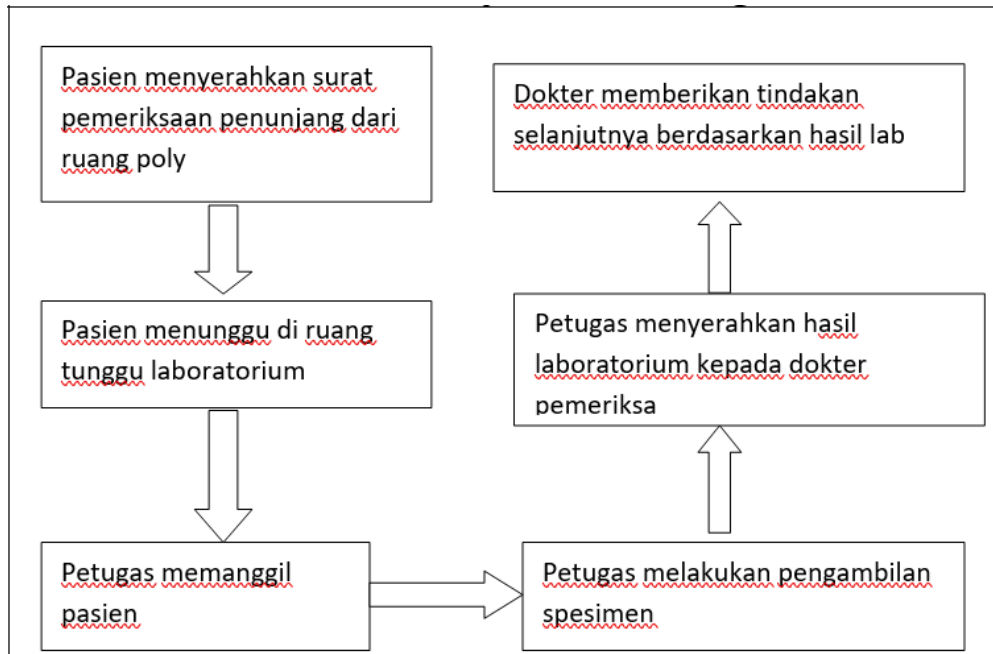 Pasien menyerahkan surat
pemeriksaan penunjang dari
ruang poly
Pasien menunggu di ruang
tunggu laboratorium
Petugas memanggil
pasien
Petugas melakukan pengambilan
spesimen
Petugas menyerahkan hasil
laboratorium kepada dokter
pemeriksa
Dokter memberikan tindakan
selanjutnya berdasarkan hasil lab